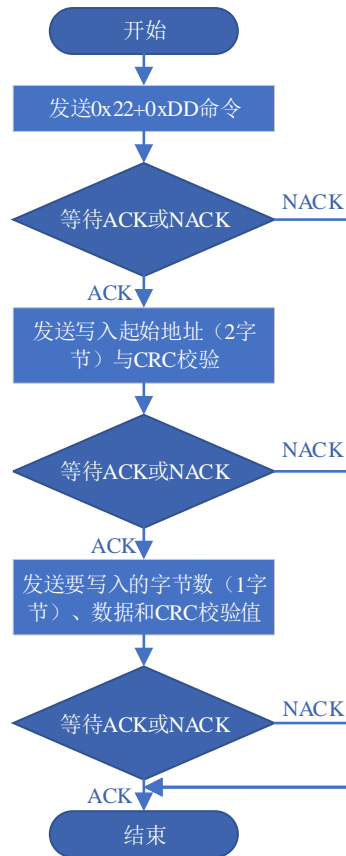 开始
发送0x22+0xDD命令
等待ACK或NACK
NACK
ACK
发送写入起始地址（2字
节）与CRC校验
等待ACK或NACK
NACK
ACK
发送要写入的字节数（1字
节）、数据和CRC校验值
等待ACK或NACK
NACK
ACK
结束